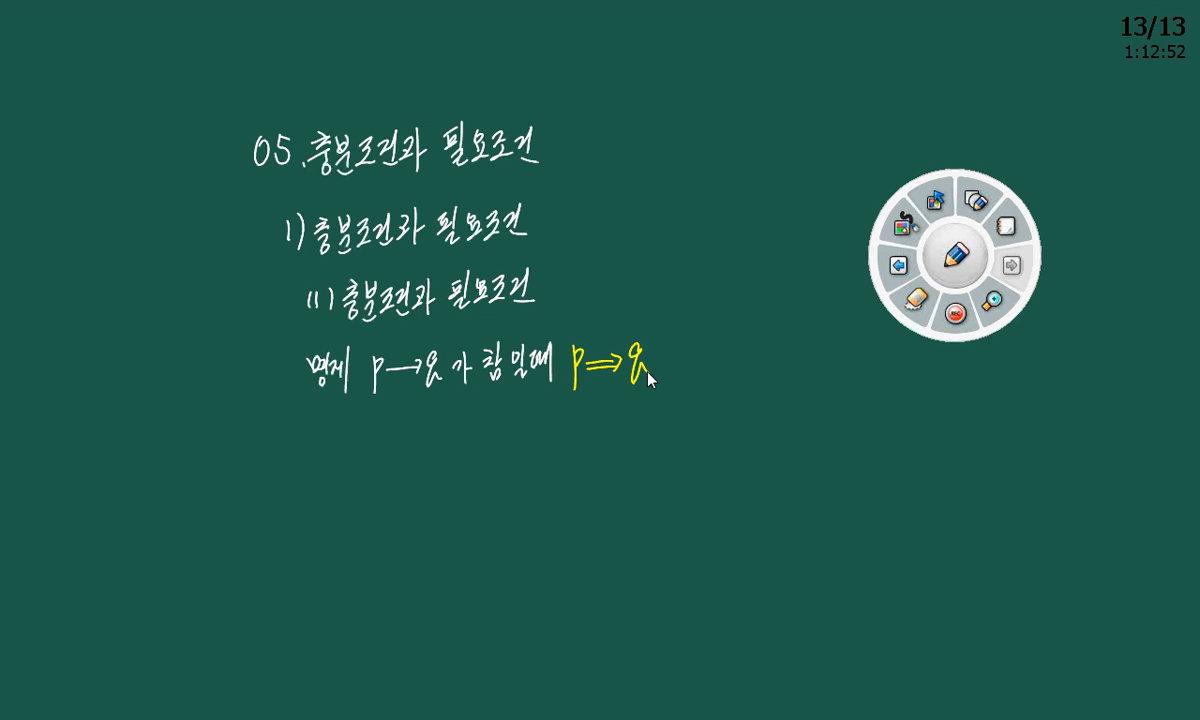 13/13
1:12:52
05. 충분조건과 필요조건
1) 충분조건과 필요조건
(1) 충분조건과 필요조건
명제 p→q가 참일때 p⇒q
REC